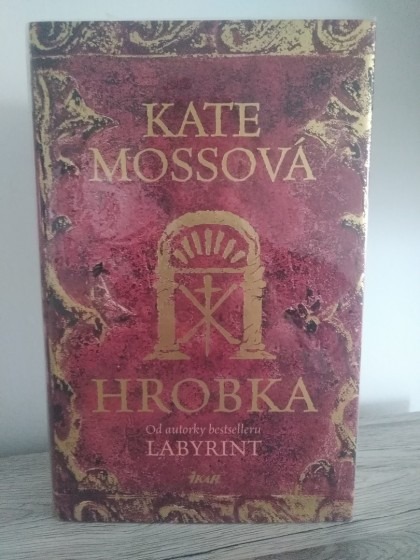 KATE
MOSSOVÁ
HROBKA
Od autorky bestselleru
LABYRINT
IKAR